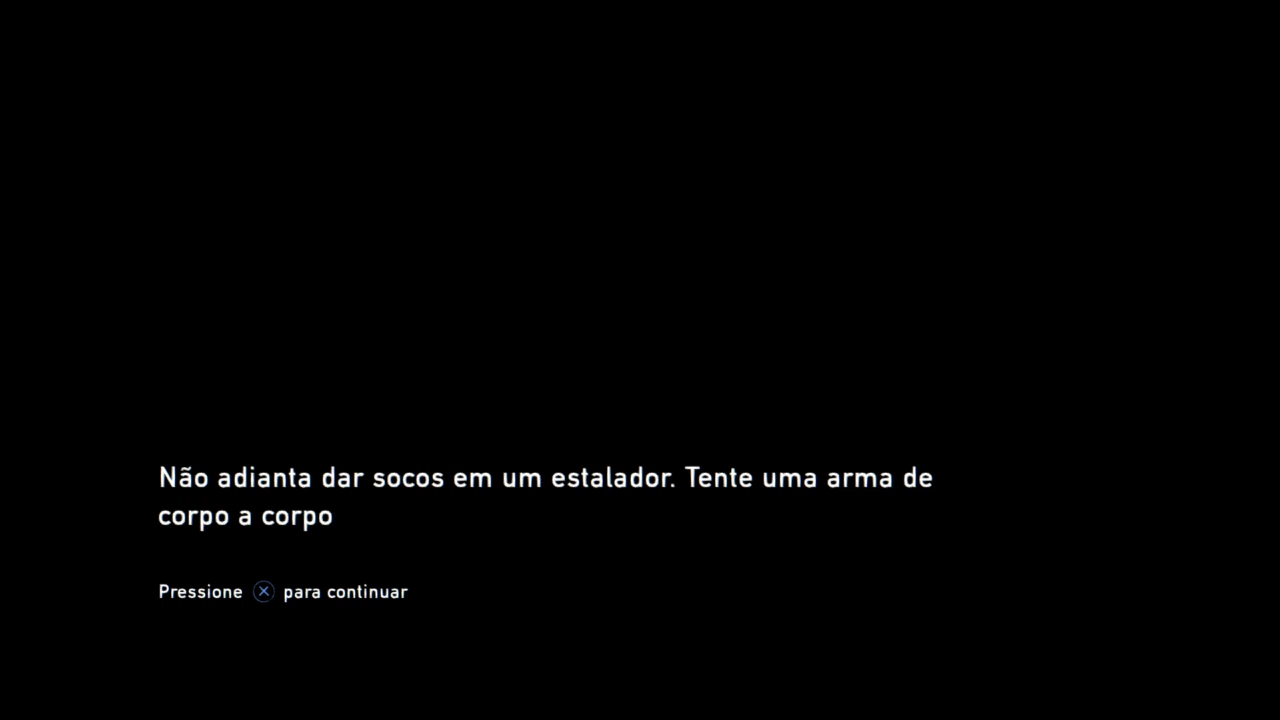 Não adianta dar socos em um estalador. Tente uma arma de
corpo a corpo
Pressione ⓧ para continuar